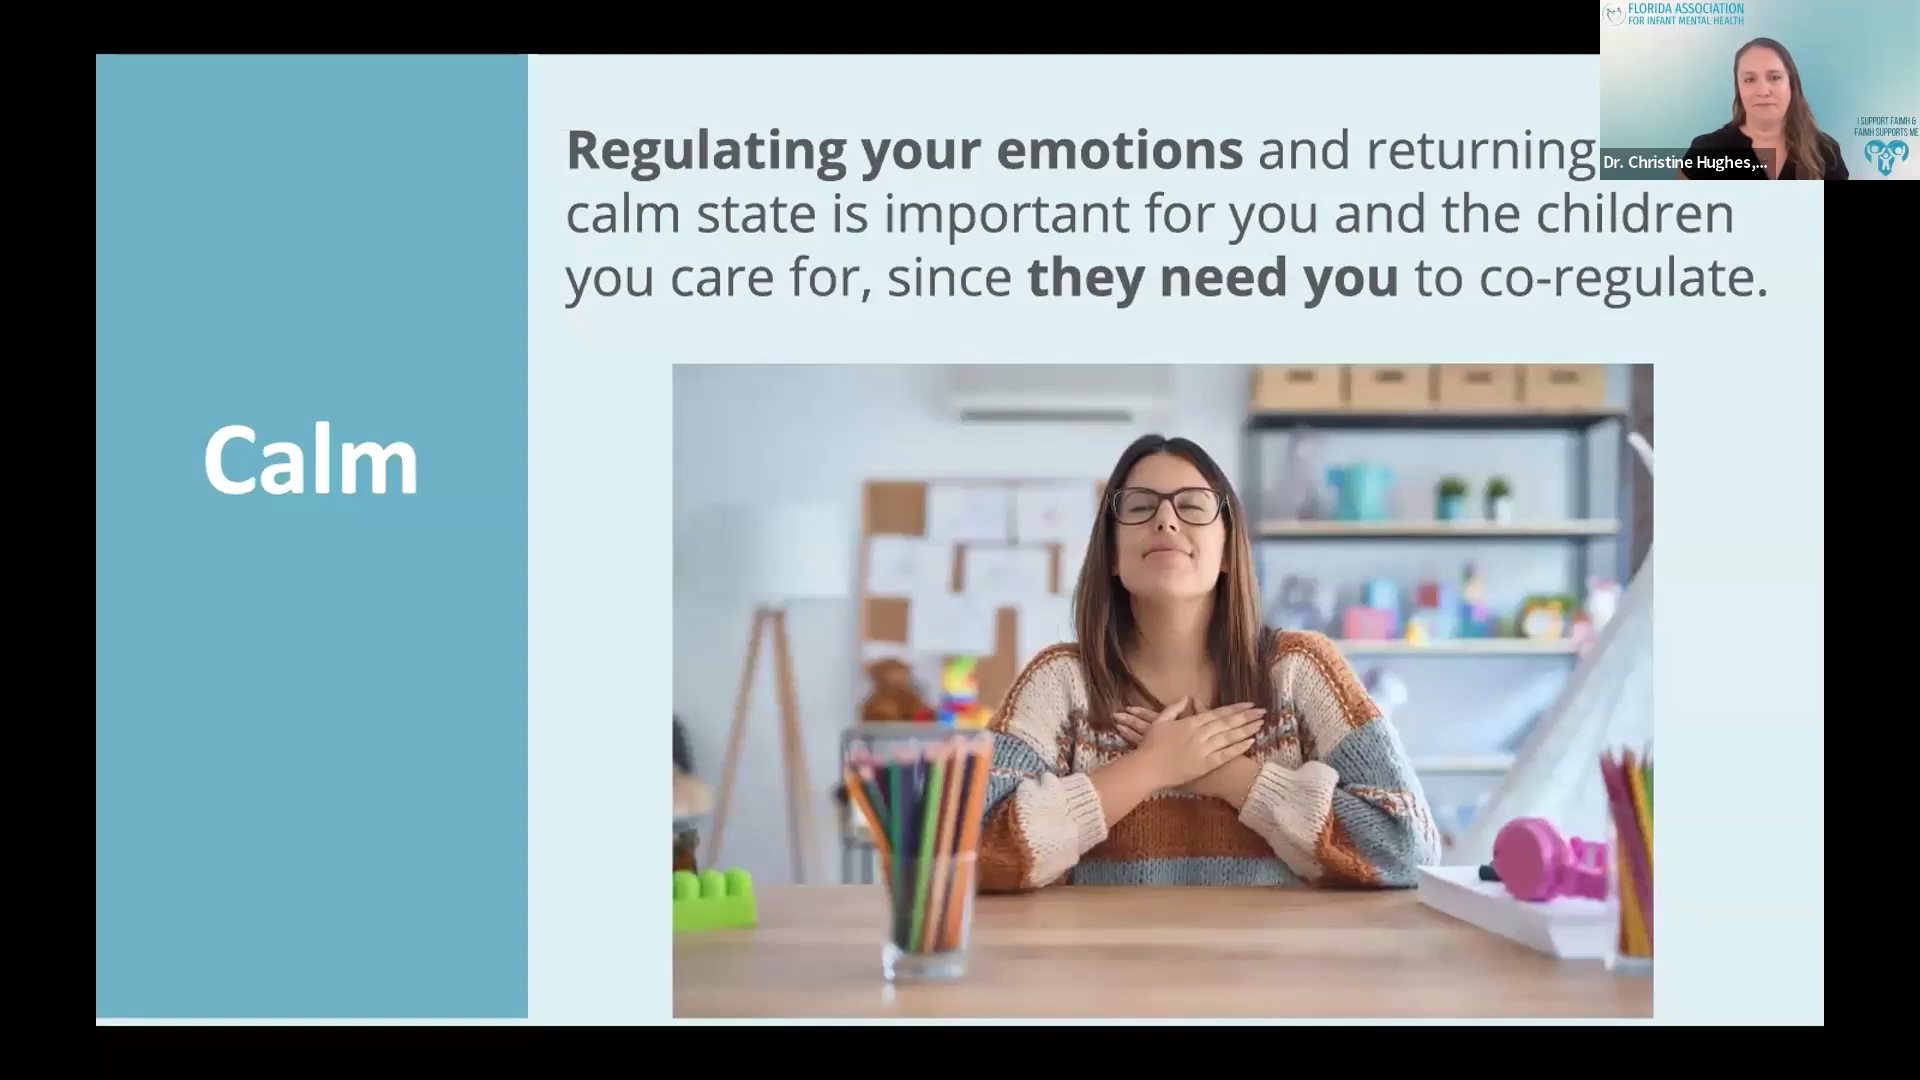 FLORIDA ASSOCIATION
FOR INFANT MENTAL HEALTH
I SUPPORT FAIMH &
FAIMH SUPPORTS ME
Dr. Christine Hughes,...
Regulating your emotions and returning
calm state is important for you and the children
you care for, since they need you to co-regulate.
Calm